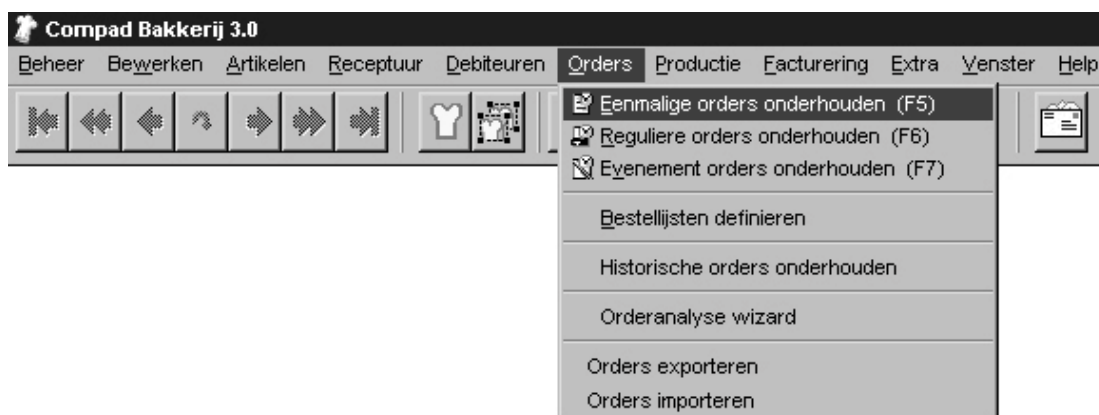 Compad Bakkerij 3.0
Beheer Bewerken Artikelen Receptuur Debiteuren Orders Productie Facturering Extra Venster Help
Eenmalige orders onderhouden (F5)
Reguliere orders onderhouden (F6)
Evenement orders onderhouden (F7)
Bestellijsten definieren
Historische orders onderhouden
Orderanalyse wizard
Orders exporteren
Orders importeren